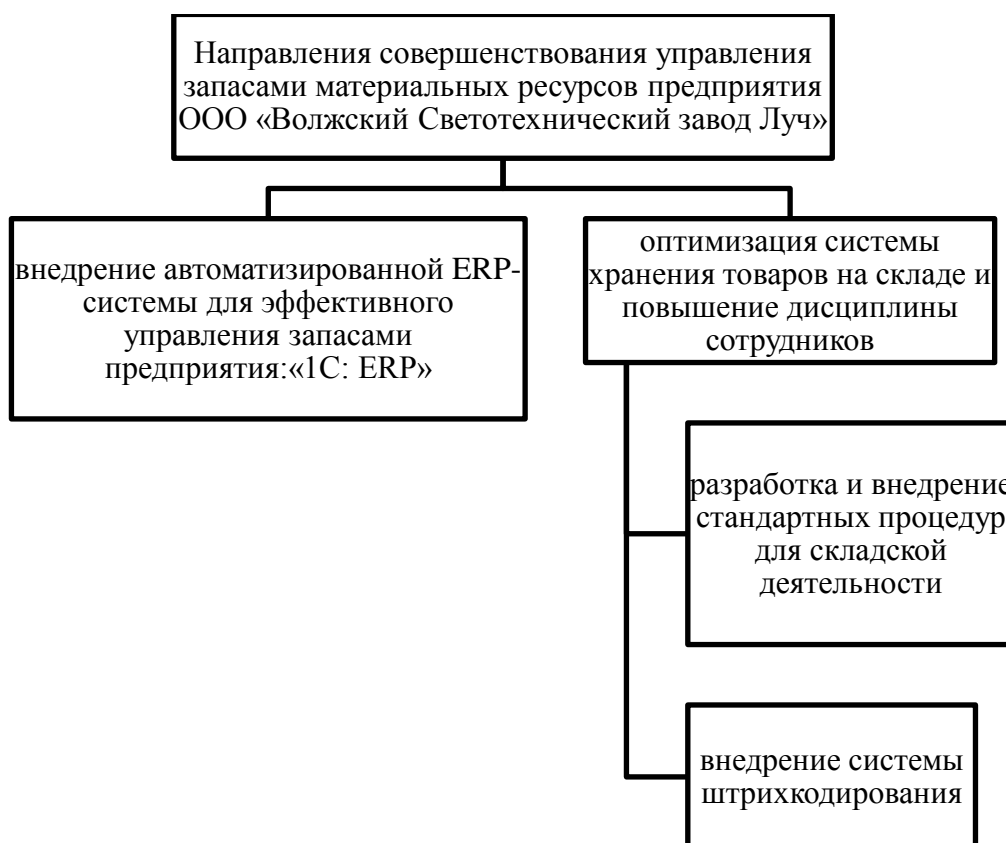 Направления совершенствования управления
запасами материальных ресурсов предприятия
ООО «Волжский Светотехнический завод Луч»
внедрение автоматизированной ERP-
системы для эффективного
управления запасами
предприятия:«1С: ERP»
оптимизация системы
хранения товаров на складе и
повышение дисциплины
сотрудников
разработка и внедрение
стандартных процедур
для складской
деятельности
внедрение системы
штрихкодирования